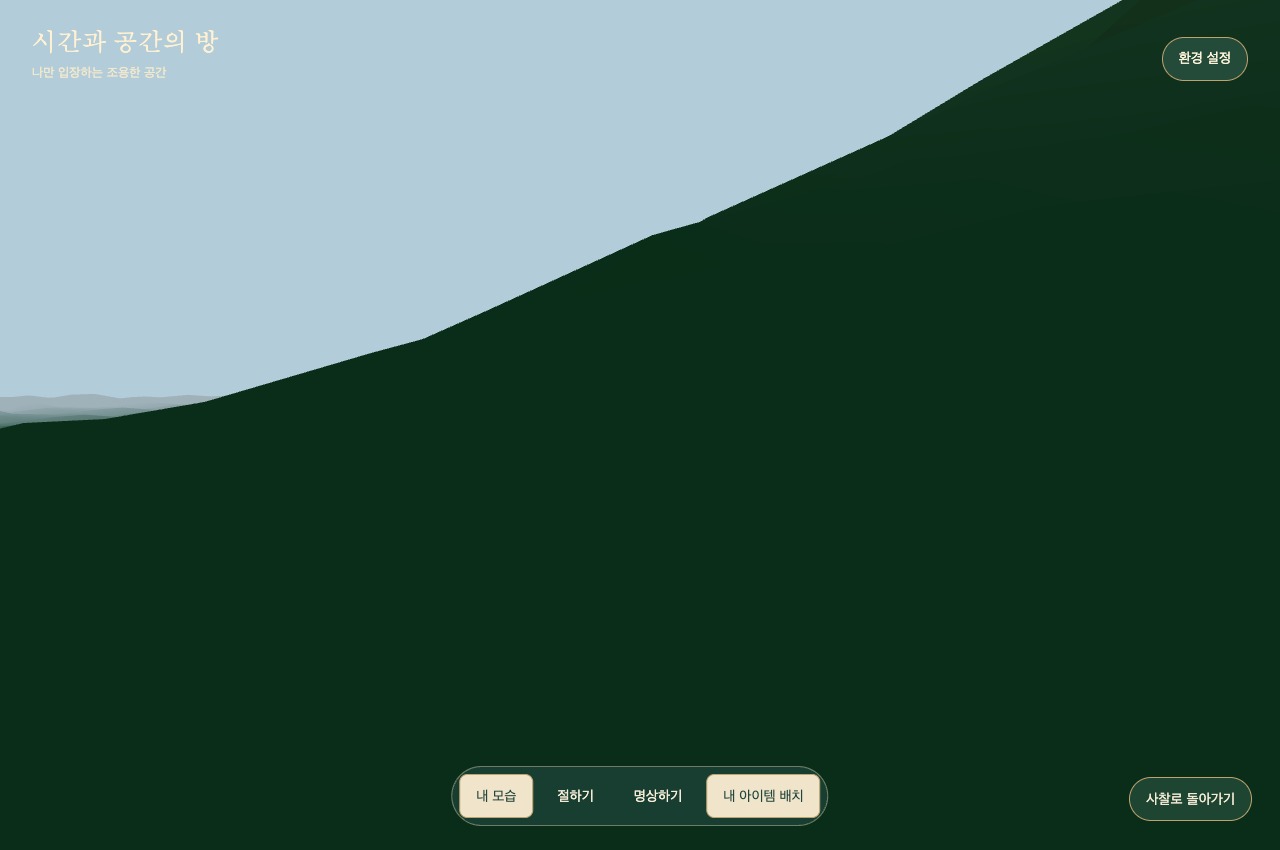 시간과 공간의 방
나만 입장하는 조용한 공간
환경 설정
내 모습
절하기
명상하기
내 아이템 배치
사찰로 돌아가기